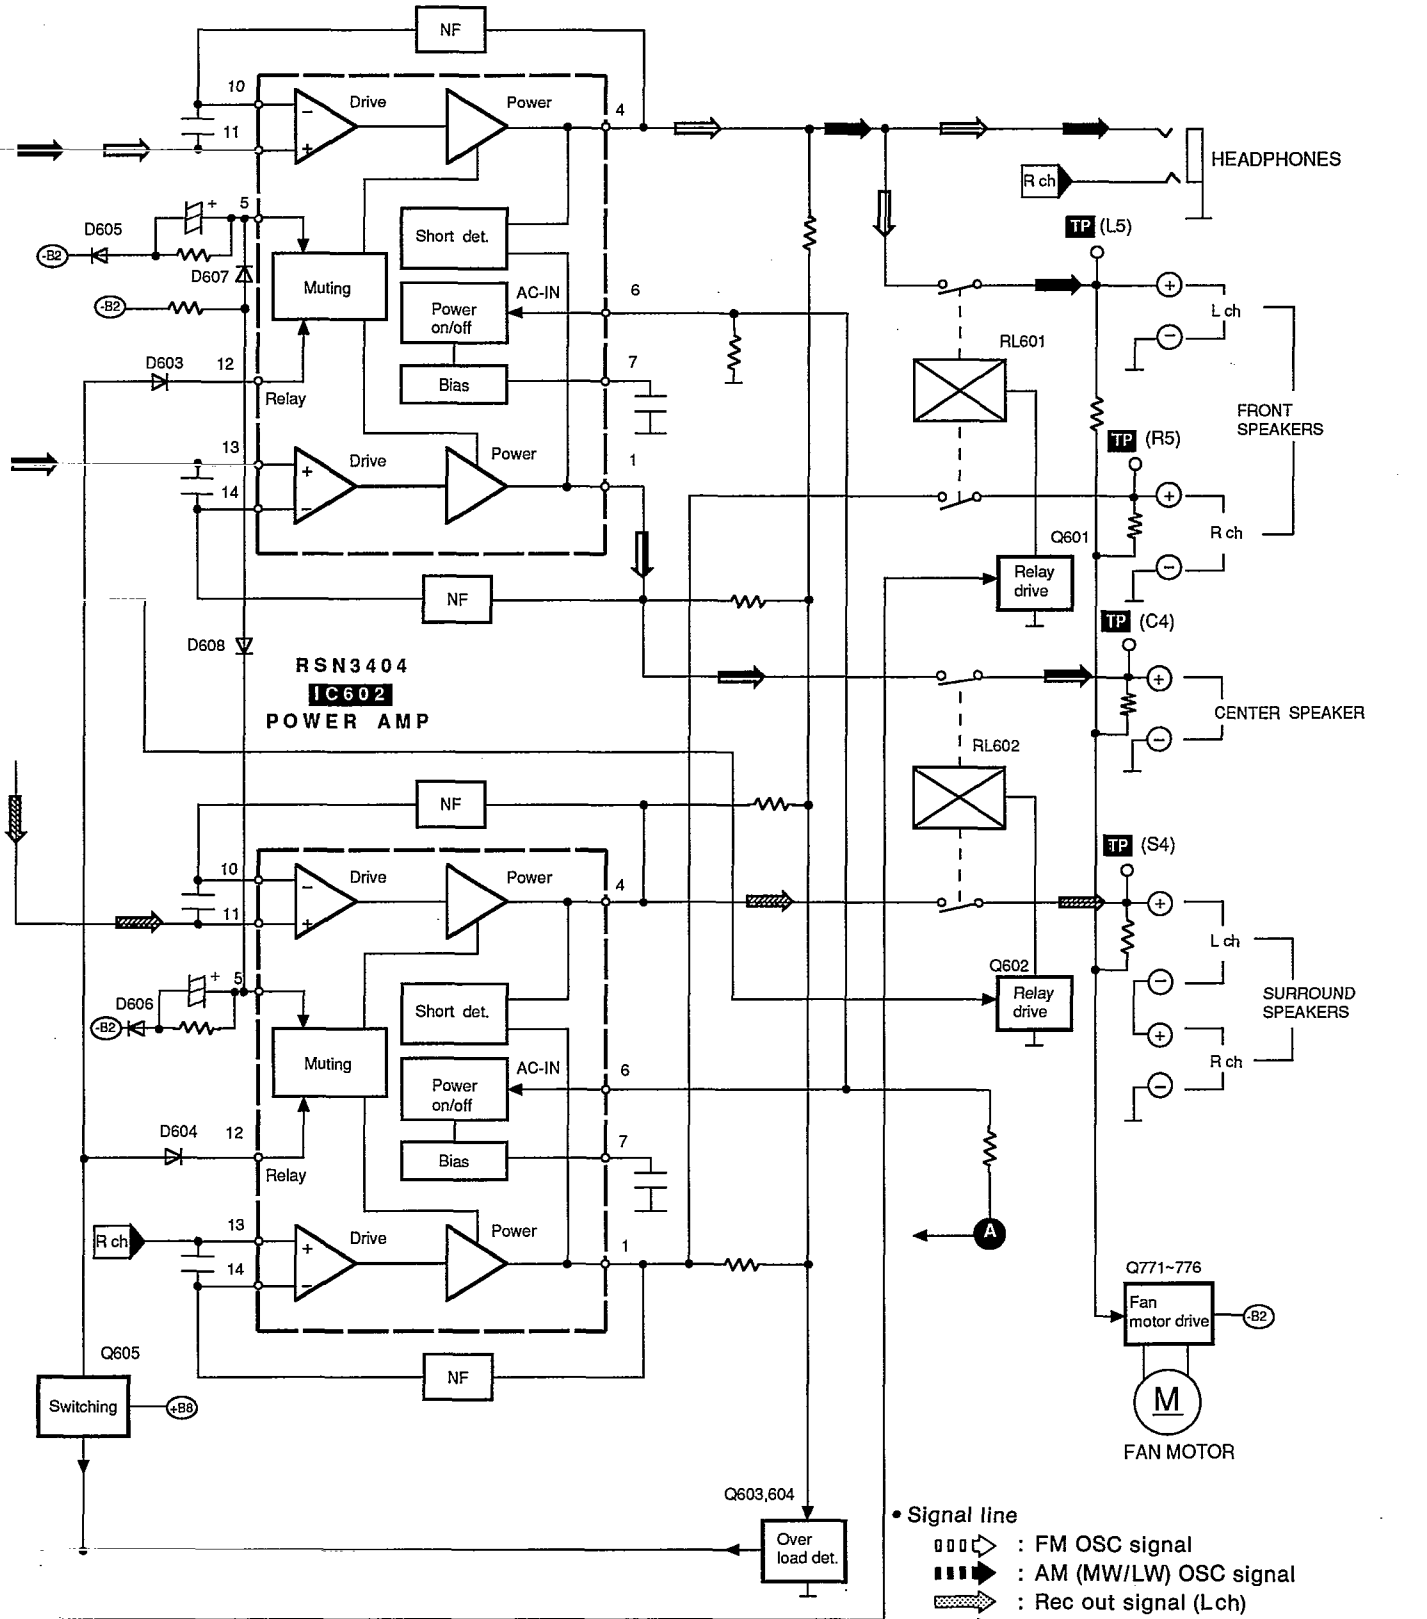 NF
10
Drive
Power
4
11
HEADPHONES
R ch
5
+
D605
-B2
Short det.
TP (L5)
D607
Muting
AC-IN
6
-B2
Power
on/off
+
L ch
−
RL601
D603
12
7
Bias
Relay
FRONT
SPEAKERS
TP (R5)
13
Drive
Power
1
14
+
R ch
−
Q601
Relay
drive
NF
TP (C4)
D608
RSN3404
IC602
POWER AMP
+
CENTER SPEAKER
−
RL602
NF
TP (S4)
10
Drive
Power
4
11
+
L ch
−
5
+
D606
-B2
Short det.
Q602
Relay
drive
SURROUND
SPEAKERS
+
R ch
−
Muting
AC-IN
6
Power
on/off
D604
12
7
Bias
Relay
13
Drive
Power
1
R ch
14
A
Q771~776
Fan
motor drive
-B2
Q605
NF
Switching
+B8
M
FAN MOTOR
Q603,604
Over
load det.
• Signal line
: FM OSC signal
: AM (MW/LW) OSC signal
: Rec out signal (Lch)